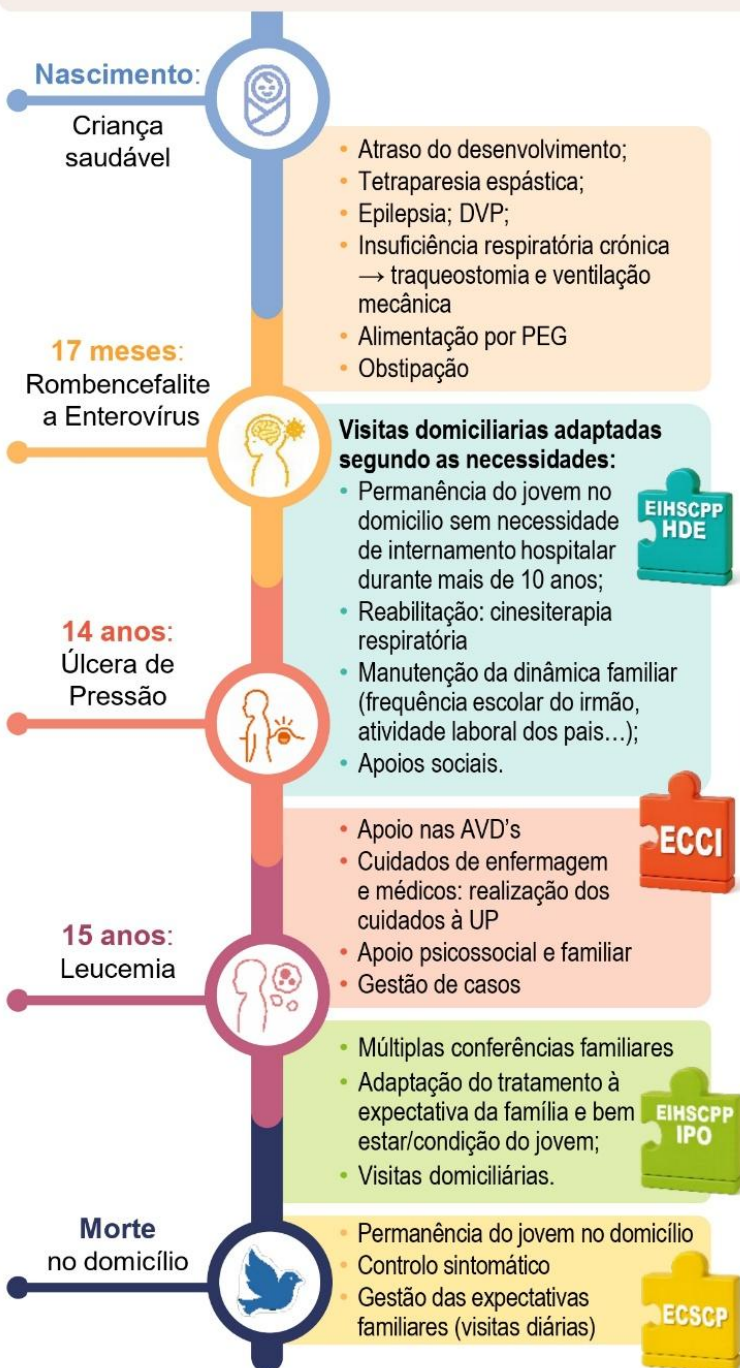 Nascimento:
Criança
saudável
• Atraso do desenvolvimento;
• Tetraparesia espástica;
• Epilepsia; DVP;
• Insuficiência respiratória crónica
→ traqueostomia e ventilação
mecânica
• Alimentação por PEG
• Obstipação
17 meses:
Rombencefalite
a Enterovírus
Visitas domiciliarias adaptadas
segundo as necessidades:
• Permanência do jovem no
domicilio sem necessidade
de internamento hospitalar
durante mais de 10 anos;
• Reabilitação: cinesiterapia
respiratória
• Manutenção da dinâmica familiar
(frequência escolar do irmão,
atividade laboral dos pais...);
• Apoios sociais.
EIHSCPP
HDE
14 anos:
Úlcera de
Pressão
• Apoio nas AVD's
• Cuidados de enfermagem
e médicos: realização dos
cuidados à UP
• Apoio psicossocial e familiar
• Gestão de casos
ECCI
15 anos:
Leucemia
• Múltiplas conferências familiares
• Adaptação do tratamento à
expectativa da família e bem
estar/condição do jovem;
• Visitas domiciliárias.
EIHSCPP
IPO
Morte
no domicílio
• Permanência do jovem no domicílio
• Controlo sintomático
• Gestão das expectativas
familiares (visitas diárias)
ECSCP